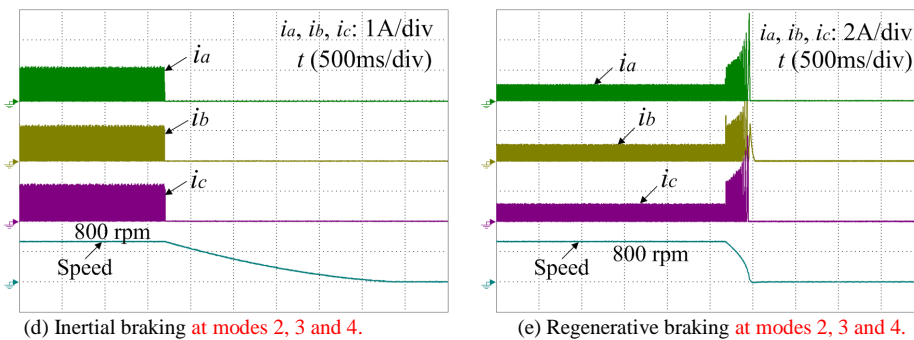 ia, ib, ic: 1A/div
t (500ms/div)
ia
ib
ic
800 rpm
Speed
(d) Inertial braking at modes 2, 3 and 4.
ia, ib, ic: 2A/div
t (500ms/div)
ia
ib
ic
800 rpm
Speed
(e) Regenerative braking at modes 2, 3 and 4.